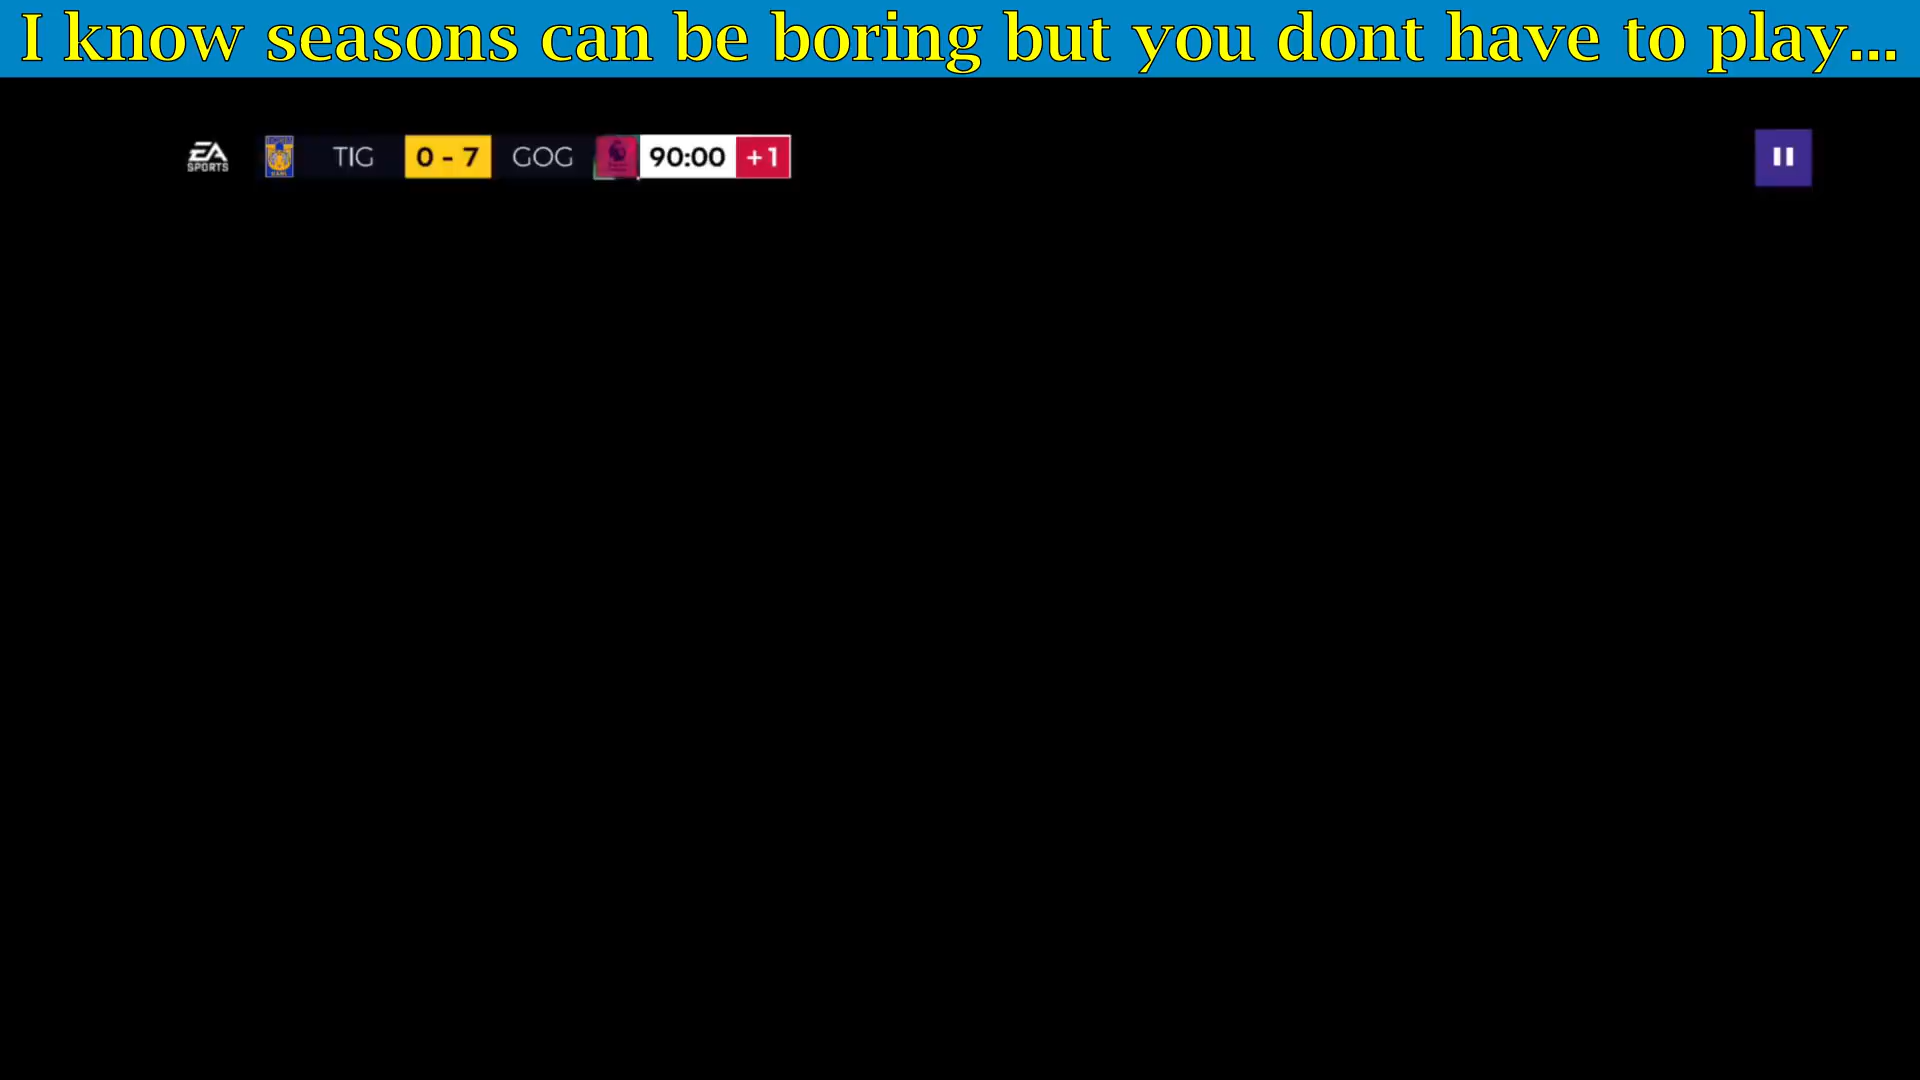 I know seasons can be boring but you dont have to play...
EA SPORTS TIG 0 - 7 GOG 90:00 +1